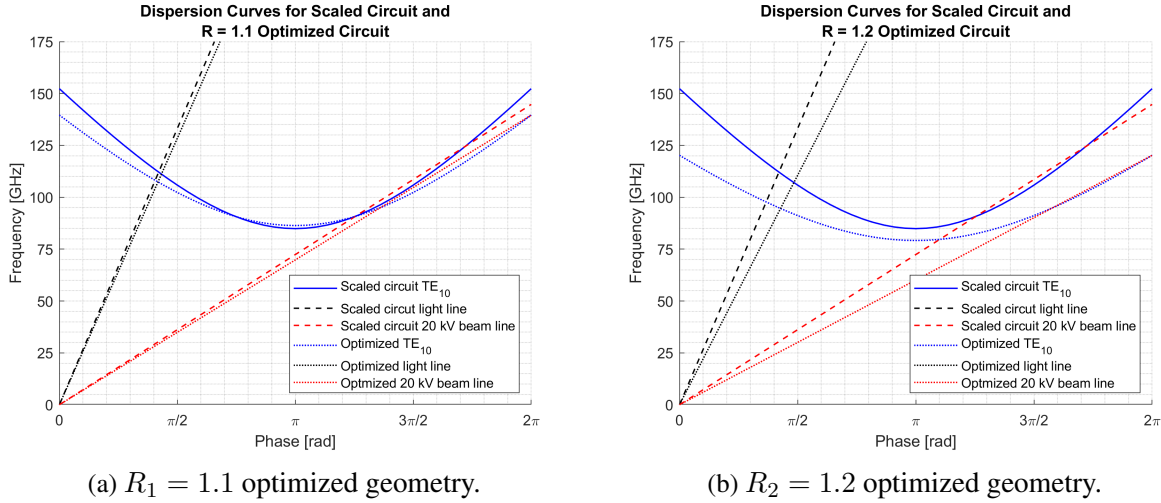 Dispersion Curves for Scaled Circuit and
R = 1.1 Optimized Circuit
175
150
125
100
75
50
25
0
Frequency [GHz]
0
π/2
π
3π/2
2π
Phase [rad]
Scaled circuit TE10
Scaled circut light line
Scaled circuit 20 kV beam line
Optimized TE10
Optimized light line
Optmized 20 kV beam line
(a) R1 = 1.1 optimized geometry.
Dispersion Curves for Scaled Circuit and
R = 1.2 Optimized Circuit
175
150
125
100
75
50
25
0
Frequency [GHz]
0
π/2
π
3π/2
2π
Phase [rad]
Scaled circuit TE10
Scaled circuit light line
Scaled circuit 20 kV beam line
Optimized TE10
Optimized light line
Optmized 20 kV beam line
(b) R2 = 1.2 optimized geometry.